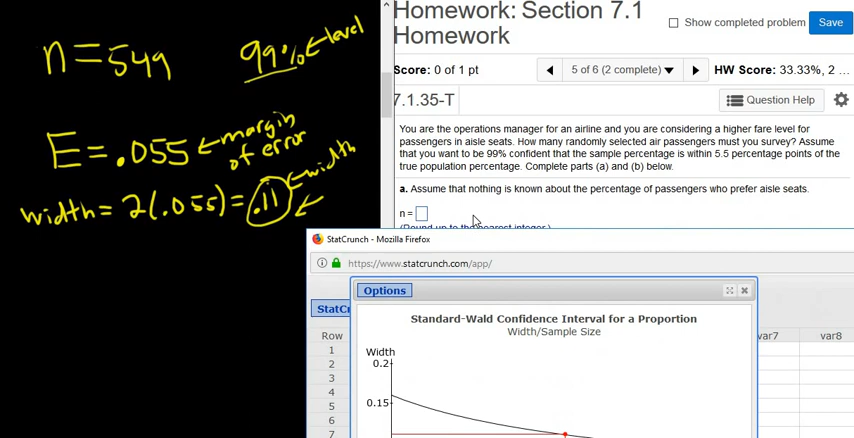 n = 549
99% ← level
E = .055 ← margin of error
width = 2(.055) = .11 ← width
Homework: Section 7.1
Homework
Show completed problem
Save
Score: 0 of 1 pt
5 of 6 (2 complete)
HW Score: 33.33%, 2 ...
7.1.35-T
Question Help
You are the operations manager for an airline and you are considering a higher fare level for
passengers in aisle seats. How many randomly selected air passengers must you survey? Assume
that you want to be 99% confident that the sample percentage is within 5.5 percentage points of the
true population percentage. Complete parts (a) and (b) below.
a. Assume that nothing is known about the percentage of passengers who prefer aisle seats.
n =
(Round up to the nearest integer.)
StatCrunch - Mozilla Firefox
https://www.statcrunch.com/app/
Options
StatCr
Standard-Wald Confidence Interval for a Proportion
Width/Sample Size
Row
var7
var8
Width
0.2
0.15
1
2
3
4
5
6
7